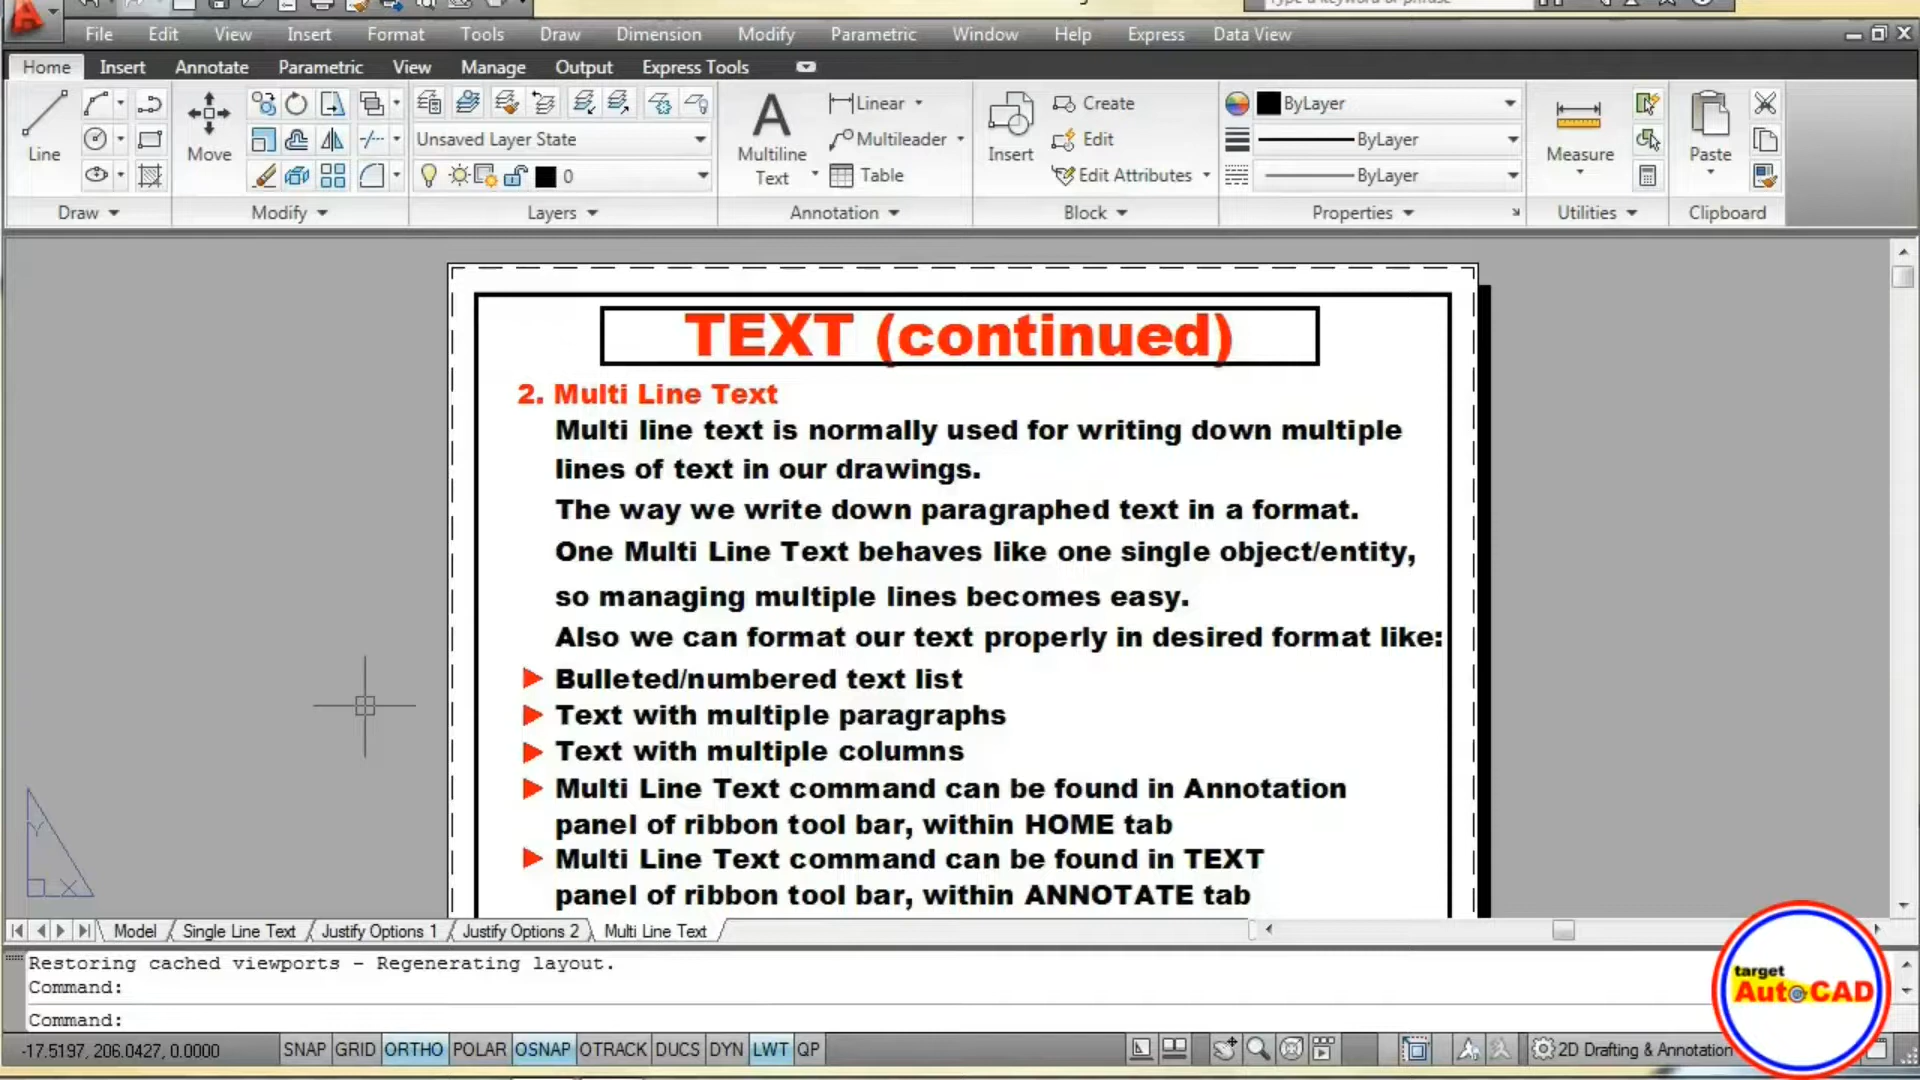 Type a keyword or phrase
File Edit View Insert Format Tools Draw Dimension Modify Parametric Window Help Express Data View
Home Insert Annotate Parametric View Manage Output Express Tools
Line
Move
Unsaved Layer State
0
Multiline
Text
Linear
Multileader
Table
Insert
Create
Edit
Edit Attributes
ByLayer
ByLayer
ByLayer
Measure
Paste
Draw Modify Layers Annotation Block Properties Utilities Clipboard
TEXT (continued)
2. Multi Line Text
Multi line text is normally used for writing down multiple
lines of text in our drawings.
The way we write down paragraphed text in a format.
One Multi Line Text behaves like one single object/entity,
so managing multiple lines becomes easy.
Also we can format our text properly in desired format like:
Bulleted/numbered text list
Text with multiple paragraphs
Text with multiple columns
Multi Line Text command can be found in Annotation
panel of ribbon tool bar, within HOME tab
Multi Line Text command can be found in TEXT
panel of ribbon tool bar, within ANNOTATE tab
Y
X
Model Single Line Text Justify Options 1 Justify Options 2 Multi Line Text
Restoring cached viewports - Regenerating layout.
Command:
Command:
target
AutoCAD
-17.5197, 206.0427, 0.0000 SNAP GRID ORTHO POLAR OSNAP OTRACK DUCS DYN LWT QP 2D Drafting & Annotation